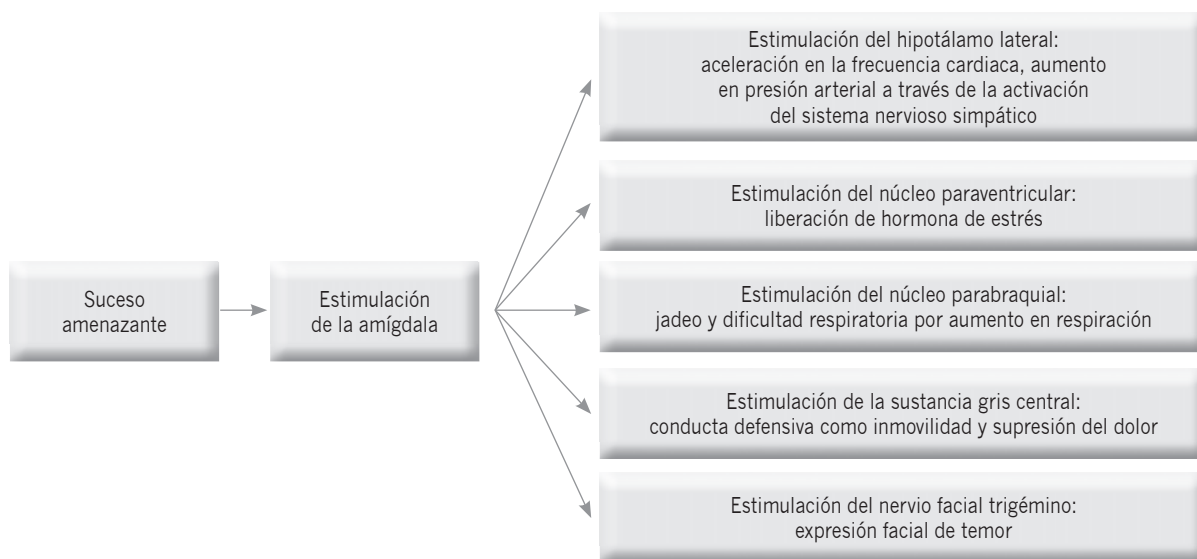 Suceso
amenazante
Estimulación
de la amígdala
Estimulación del hipotálamo lateral:
aceleración en la frecuencia cardiaca, aumento
en presión arterial a través de la activación
del sistema nervioso simpático
Estimulación del núcleo paraventricular:
liberación de hormona de estrés
Estimulación del núcleo parabraquial:
jadeo y dificultad respiratoria por aumento en respiración
Estimulación de la sustancia gris central:
conducta defensiva como inmovilidad y supresión del dolor
Estimulación del nervio facial trigémino:
expresión facial de temor